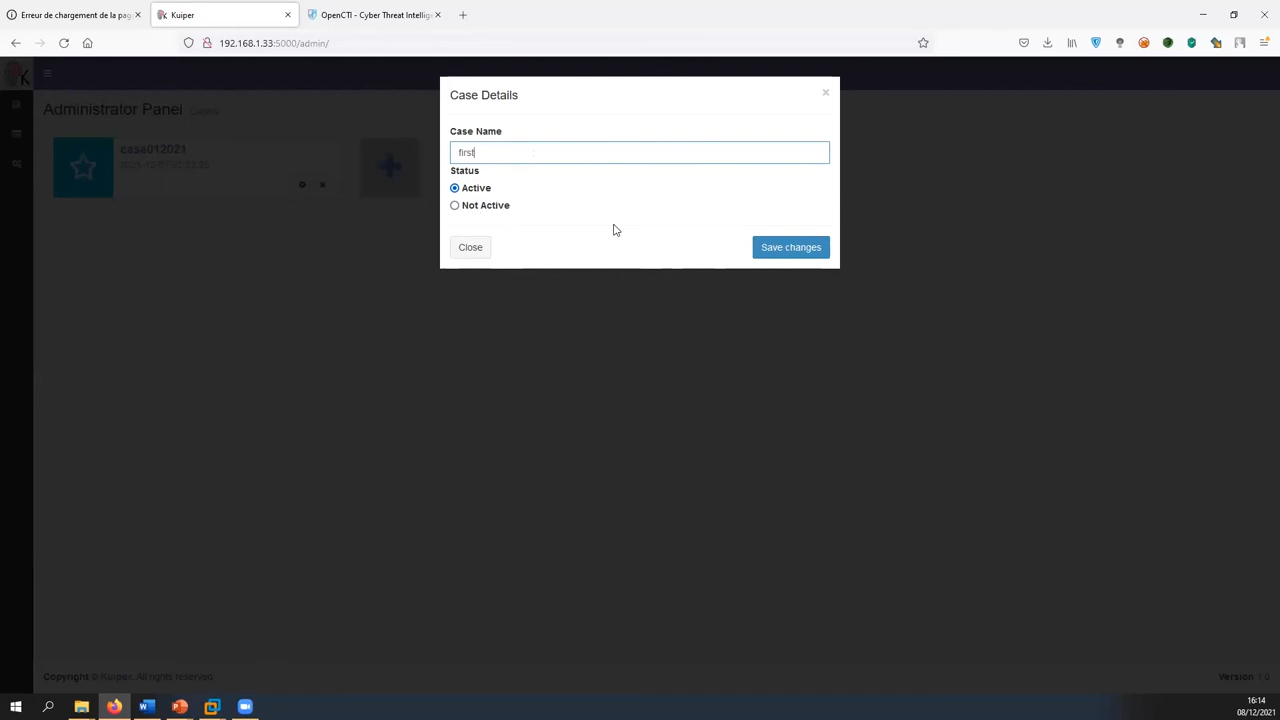 Erreur de chargement de la pag
Kuiper
OpenCTI - Cyber Threat Intellige
192.168.1.33:5000/admin/
K
Administrator Panel
case012021
Case Details
Case Name
first
Status
Active
Not Active
Close
Save changes
Copyright © Kuiper. All rights reserved.
Version 1.0
16:14
08/12/2021